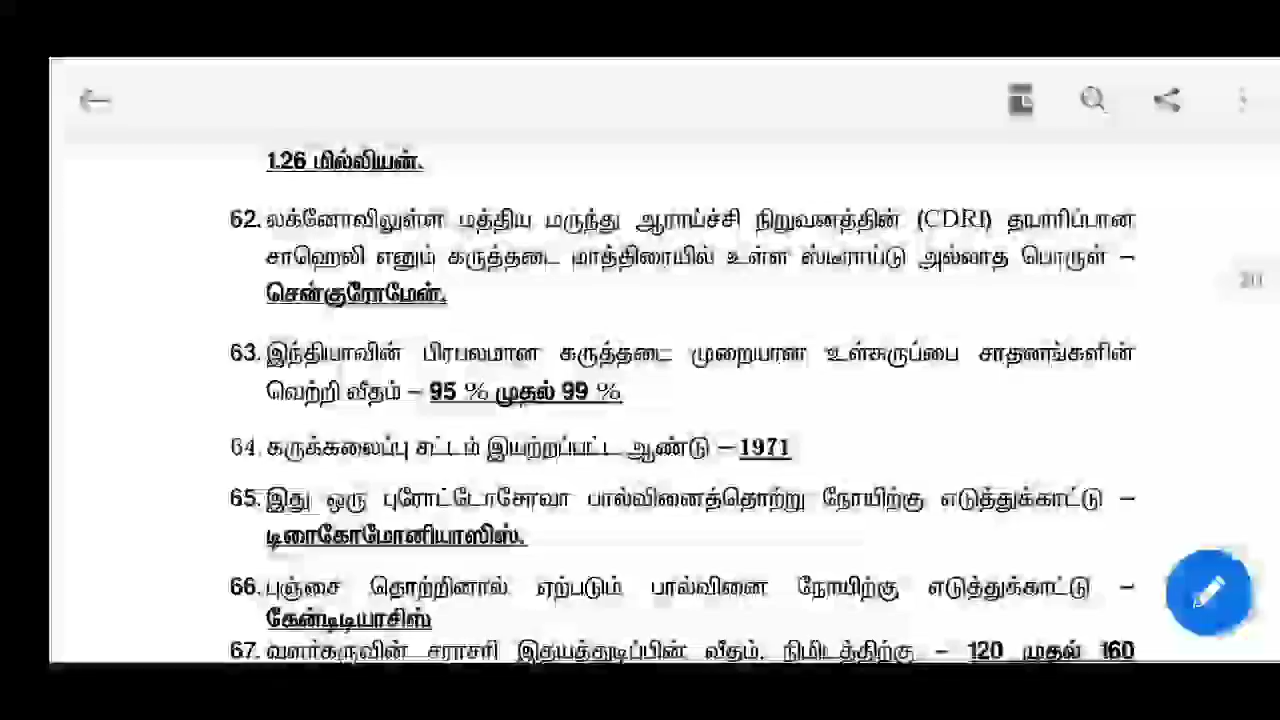 1.26 மில்லியன்.
62. லக்னோவிலுள்ள மத்திய மருந்து ஆராய்ச்சி நிறுவனத்தின் (CDRI) தயாரிப்பான
சாஹெலி எனும் கருத்தடை மாத்திரையில் உள்ள ஸ்டீராய்டு அல்லாத பொருள் –
சென்குரோமேன்.
63. இந்தியாவின் பிரபலமான கருத்தடை முறையான உள்கருப்பை சாதனங்களின்
வெற்றி வீதம் – 95 % முதல் 99 %
64. கருக்கலைப்பு சட்டம் இயற்றப்பட்ட ஆண்டு – 1971
65. இது ஒரு புரோட்டோசோவா பால்வினைத்தொற்று நோயிற்கு எடுத்துக்காட்டு –
டிரைகோமோனியாஸிஸ்.
66. பூஞ்சை தொற்றினால் ஏற்படும் பால்வினை நோயிற்கு எடுத்துக்காட்டு –
கேன்டிடியாசிஸ்
67. வளர்கருவின் சராசரி இதயத்துடிப்பின் வீதம், நிமிடத்திற்கு – 120 முதல் 160